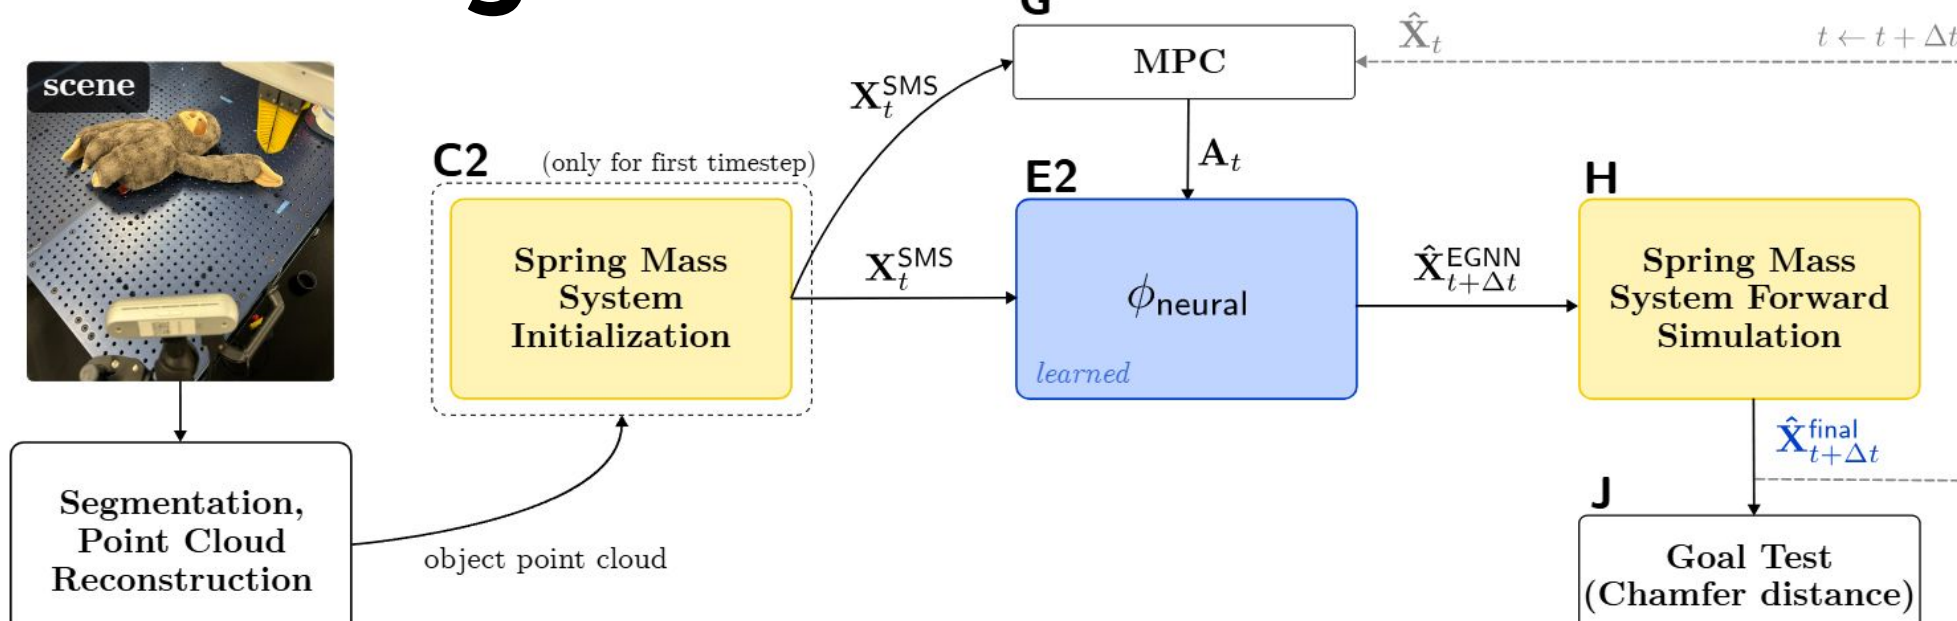 G
X̂_t
t ← t + Δt
scene
MPC
X_t^SMS
C2
(only for first timestep)
A_t
E2
H
Spring Mass
System
Initialization
X_t^SMS
ϕ_neural
learned
X̂_{t+Δt}^EGNN
Spring Mass
System Forward
Simulation
X̂_{t+Δt}^final
J
Segmentation,
Point Cloud
Reconstruction
object point cloud
Goal Test
(Chamfer distance)